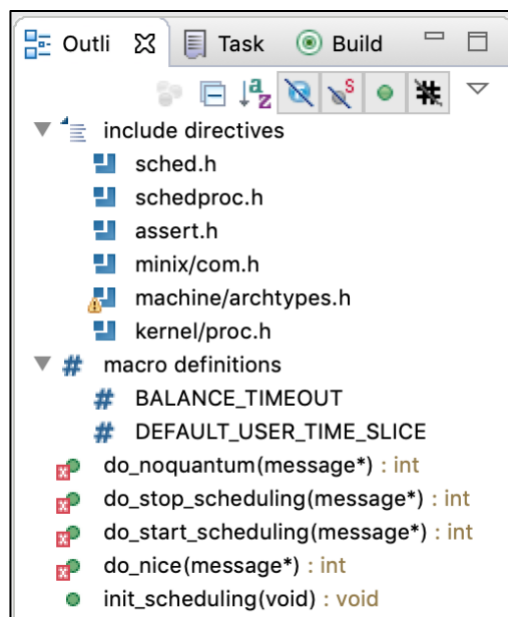 Outli Task Build
include directives
sched.h
schedproc.h
assert.h
minix/com.h
machine/archtypes.h
kernel/proc.h
# macro definitions
# BALANCE_TIMEOUT
# DEFAULT_USER_TIME_SLICE
do_noquantum(message*) : int
do_stop_scheduling(message*) : int
do_start_scheduling(message*) : int
do_nice(message*) : int
init_scheduling(void) : void